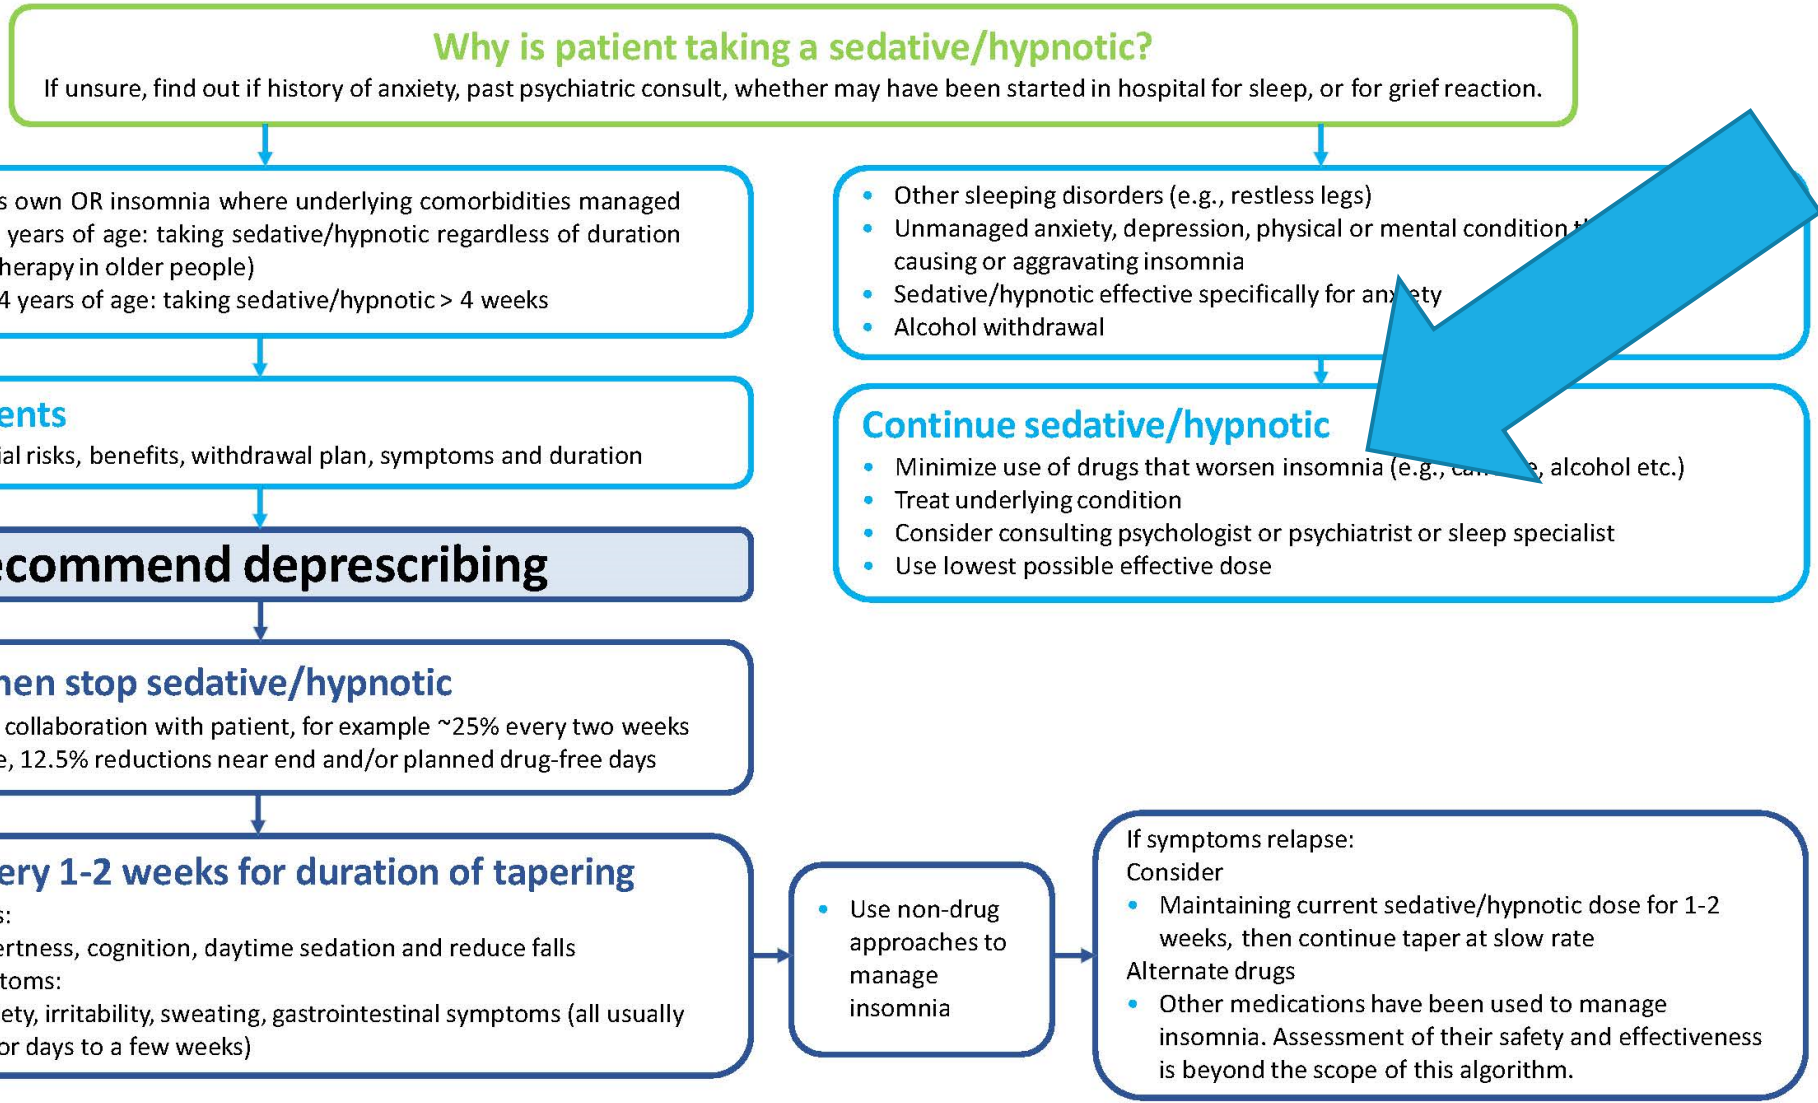 Why is patient taking a sedative/hypnotic?
If unsure, find out if history of anxiety, past psychiatric consult, whether may have been started in hospital for sleep, or for grief reaction.
s own OR insomnia where underlying comorbidities managed
years of age: taking sedative/hypnotic regardless of duration
herapy in older people)
4 years of age: taking sedative/hypnotic > 4 weeks
• Other sleeping disorders (e.g., restless legs)
• Unmanaged anxiety, depression, physical or mental condition
causing or aggravating insomnia
• Sedative/hypnotic effective specifically for anxiety
• Alcohol withdrawal
ents
ial risks, benefits, withdrawal plan, symptoms and duration
Continue sedative/hypnotic
• Minimize use of drugs that worsen insomnia (e.g., alcohol etc.)
• Treat underlying condition
• Consider consulting psychologist or psychiatrist or sleep specialist
• Use lowest possible effective dose
ecommend deprescribing
hen stop sedative/hypnotic
collaboration with patient, for example ~25% every two weeks
e, 12.5% reductions near end and/or planned drug-free days
ery 1-2 weeks for duration of tapering
s:
ertness, cognition, daytime sedation and reduce falls
toms:
ety, irritability, sweating, gastrointestinal symptoms (all usually
or days to a few weeks)
• Use non-drug
approaches to
manage
insomnia
If symptoms relapse:
Consider
• Maintaining current sedative/hypnotic dose for 1-2
weeks, then continue taper at slow rate
Alternate drugs
• Other medications have been used to manage
insomnia. Assessment of their safety and effectiveness
is beyond the scope of this algorithm.